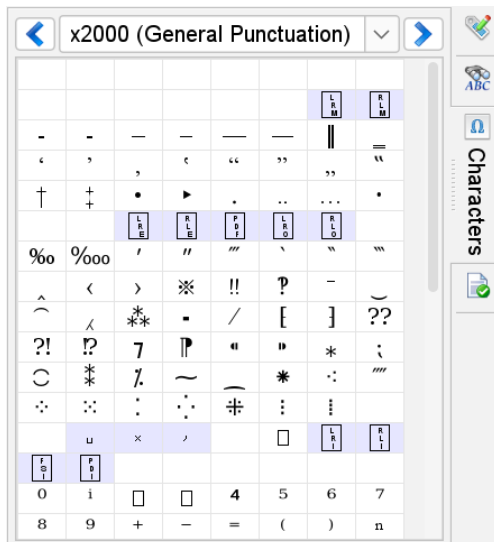 x2000 (General Punctuation)
LRM RLM
‐ ‑ ‒ – — ― ‖ ‗
‘ ’ ‚ ‛ “ ” „ ‟
† ‡ • ‣ ․ ‥ … ‧
LRE RLE PDF LRO RLO
‰ ‱ ′ ″ ‴ ‵ ‶ ‷
‸ ‹ › ※ ‼ ‽ ‾ ‿
⁀ ⁁ ⁂ ⁃ ⁄ ⁅ ⁆ ⁇
⁈ ⁉ ⁊ ⁋ ⁌ ⁍ ⁎ ⁏
⁐ ⁑ ⁒ ⁓ ⁔ ⁕ ⁖ ⁗
⁘ ⁙ ⁚ ⁛ ⁜ ⁝ ⁞
␣ × , □ LRI RLI
FSI PDI
⁰ ⁱ □ □ ⁴ ⁵ ⁶ ⁷
⁸ ⁹ ⁺ ⁻ ⁼ ⁽ ⁾ ⁿ
ABC
Ω
Characters